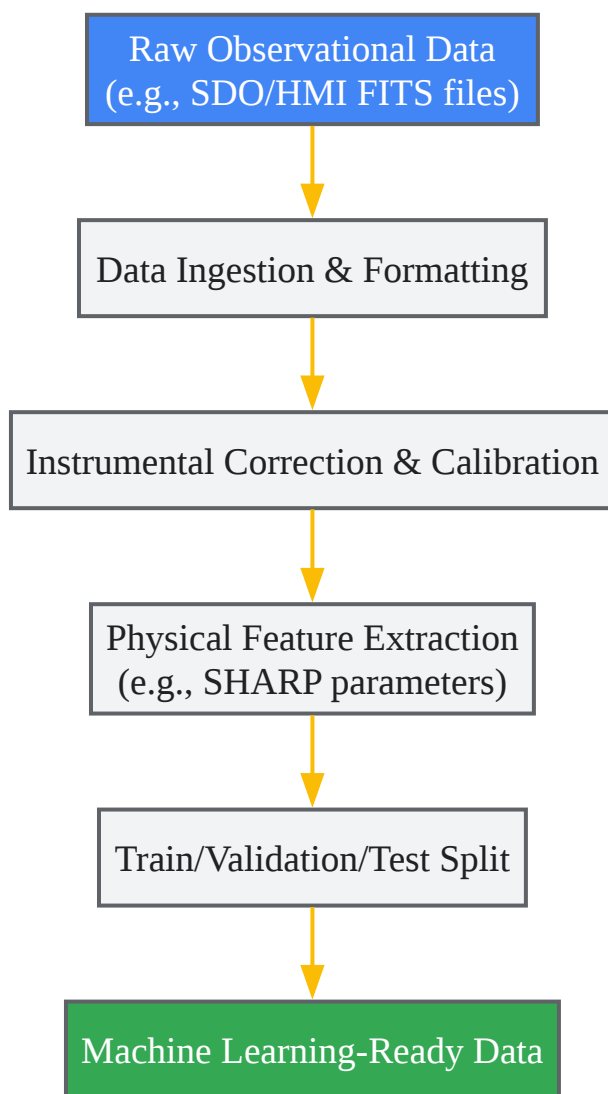 Raw Observational Data
(e.g., SDO/HMI FITS files)
Data Ingestion & Formatting
Instrumental Correction & Calibration
Physical Feature Extraction
(e.g., SHARP parameters)
Train/Validation/Test Split
Machine Learning-Ready Data